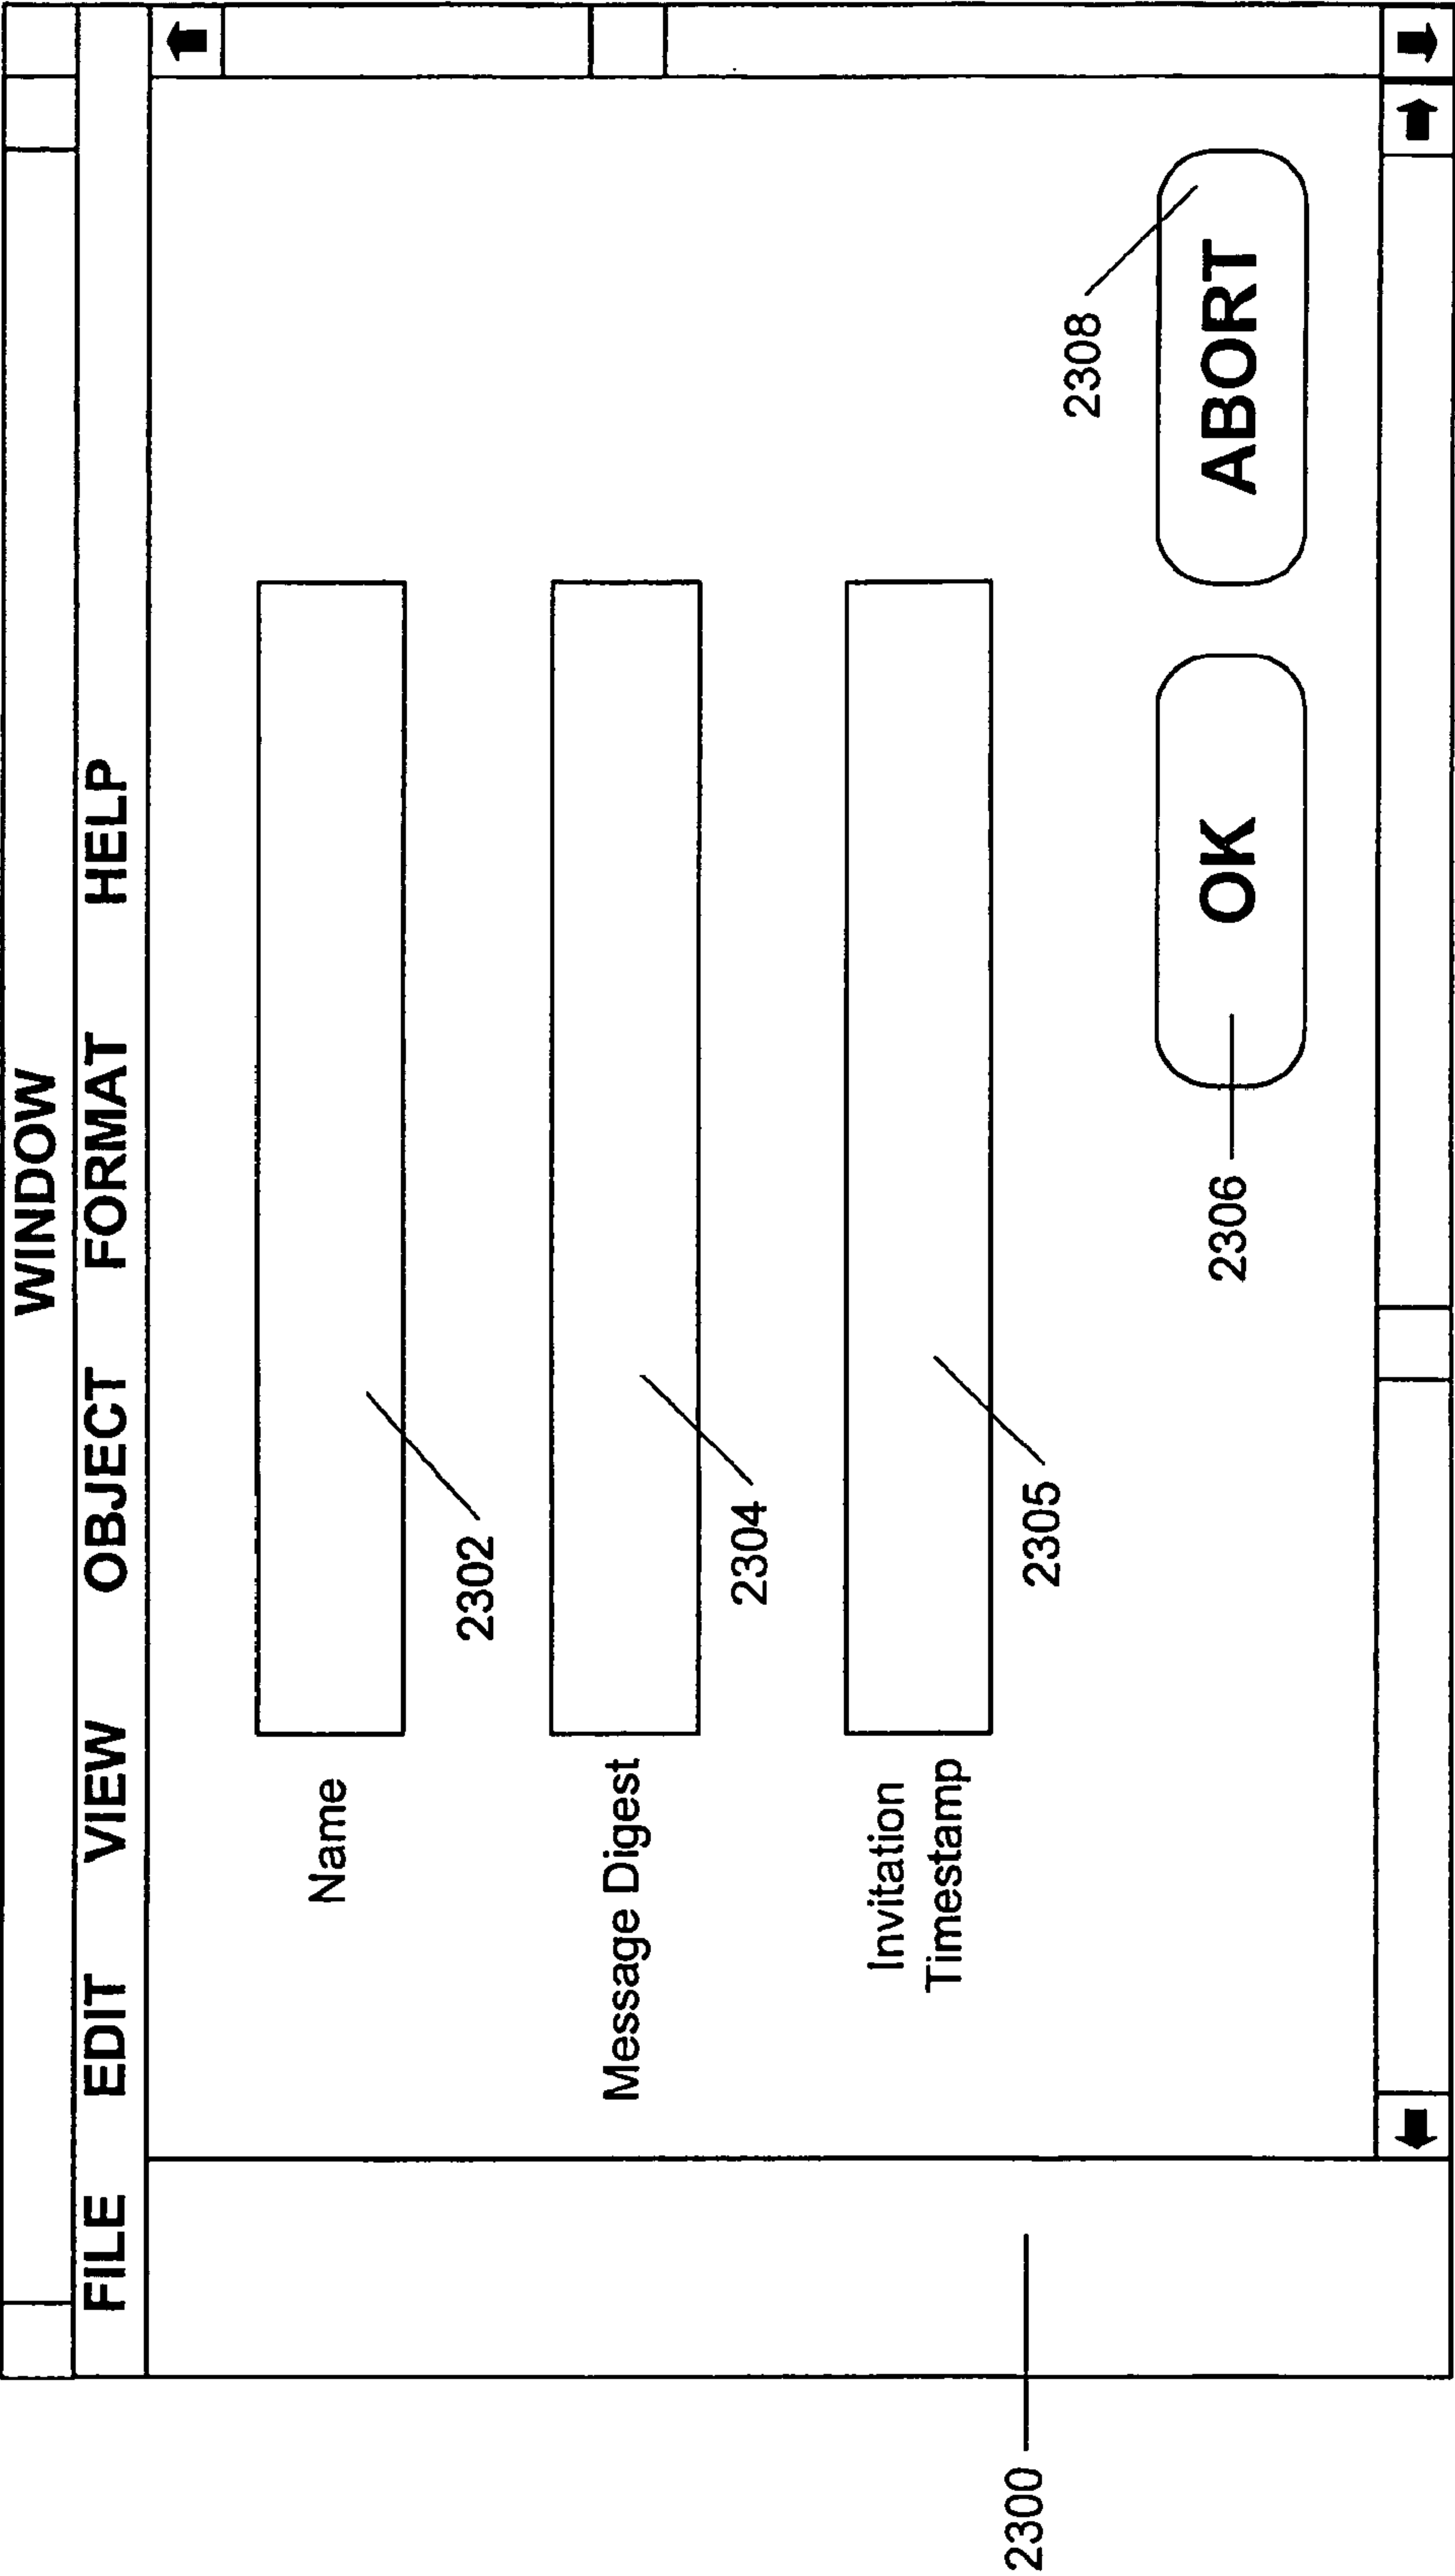 WINDOW
FILE EDIT VIEW OBJECT FORMAT HELP
Name
2302
Message Digest
2304
Invitation
Timestamp
2305
2308
2306
OK
ABORT
2300